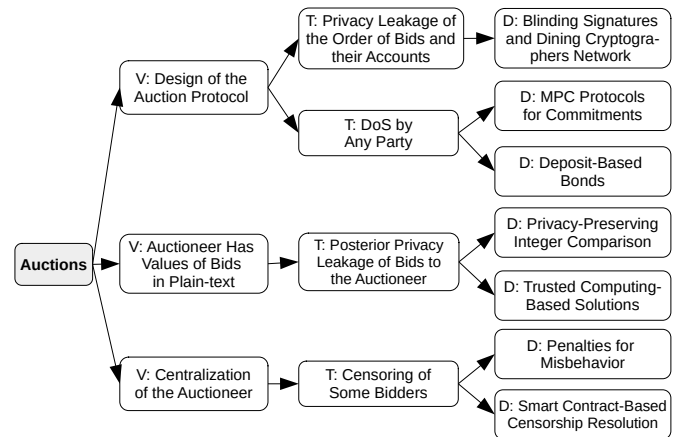 Auctions
V: Design of the
Auction Protocol
T: Privacy Leakage of
the Order of Bids and
their Accounts
D: Blinding Signatures
and Dining Cryptogra-
phers Network
T: DoS by
Any Party
D: MPC Protocols
for Commitments
D: Deposit-Based
Bonds
V: Auctioneer Has
Values of Bids
in Plain-text
T: Posterior Privacy
Leakage of Bids to
the Auctioneer
D: Privacy-Preserving
Integer Comparison
D: Trusted Computing-
Based Solutions
V: Centralization
of the Auctioneer
T: Censoring of
Some Bidders
D: Penalties for
Misbehavior
D: Smart Contract-Based
Censorship Resolution